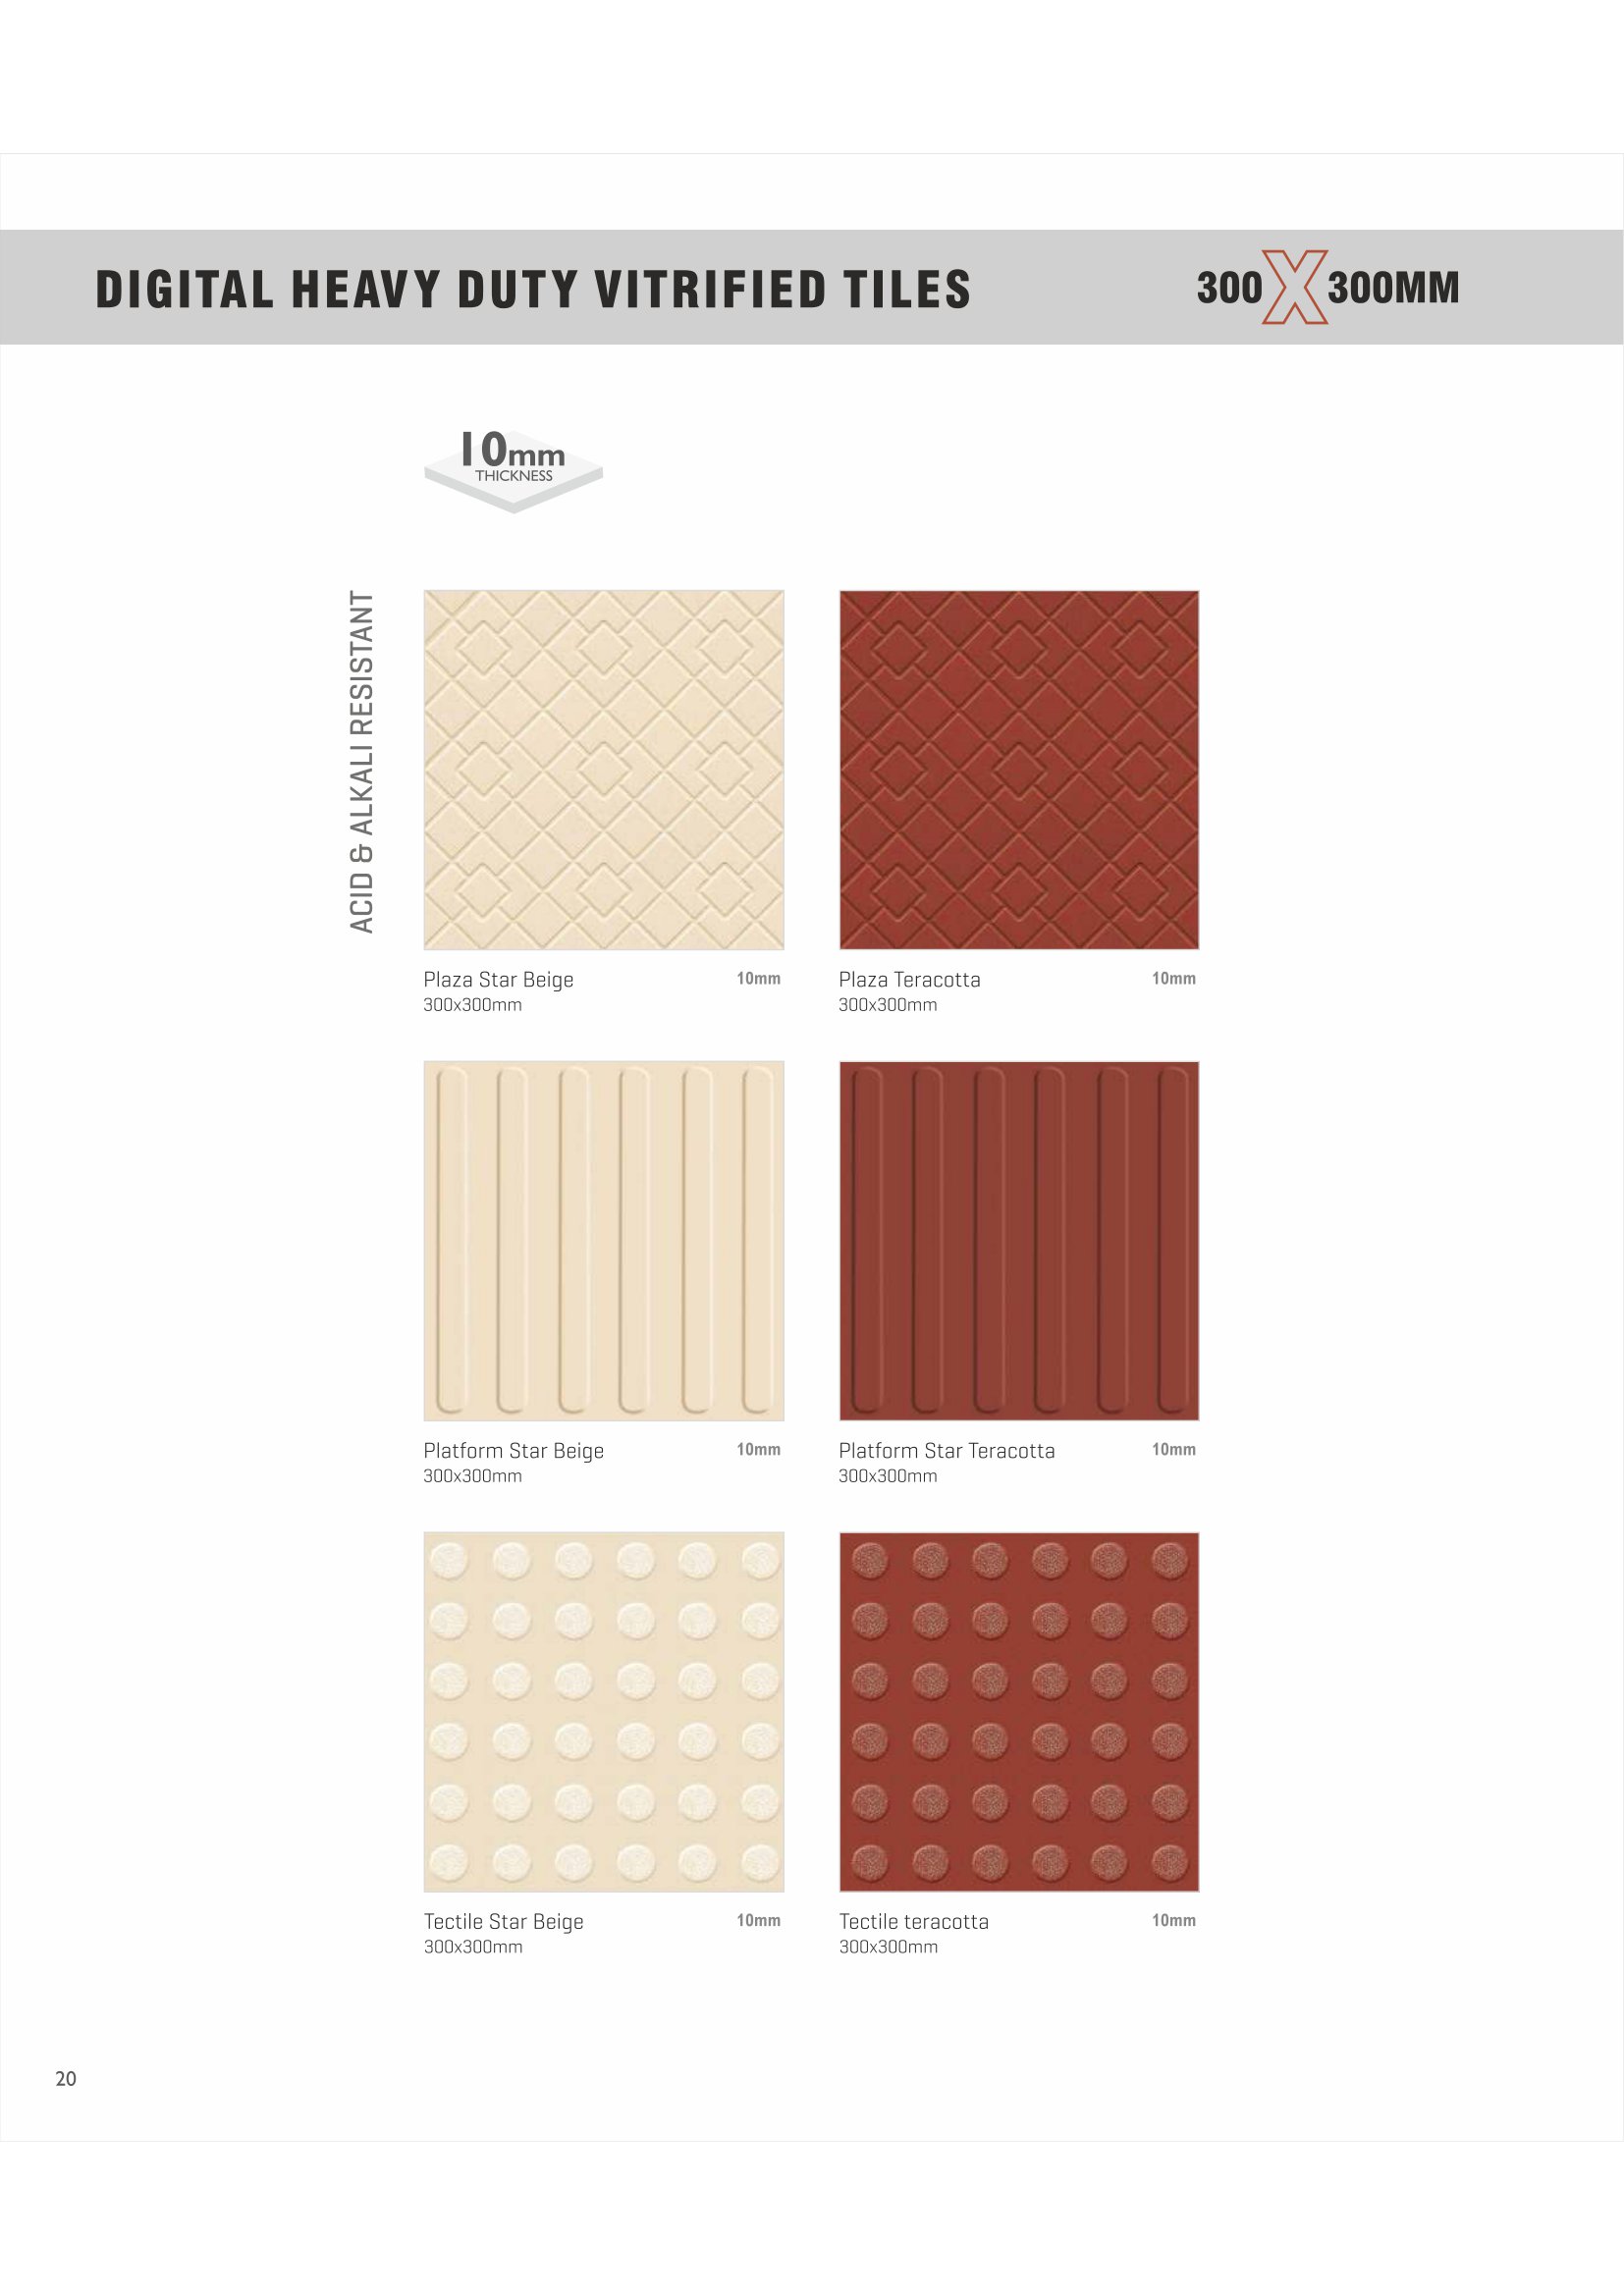 DIGITAL HEAVY DUTY VITRIFIED TILES
300X300MM
10mm
THICKNESS
ACID & ALKALI RESISTANT
Plaza Star Beige 10mm
300x300mm
Plaza Teracotta 10mm
300x300mm
Platform Star Beige 10mm
300x300mm
Platform Star Teracotta 10mm
300x300mm
Tectile Star Beige 10mm
300x300mm
Tectile teracotta 10mm
300x300mm
20